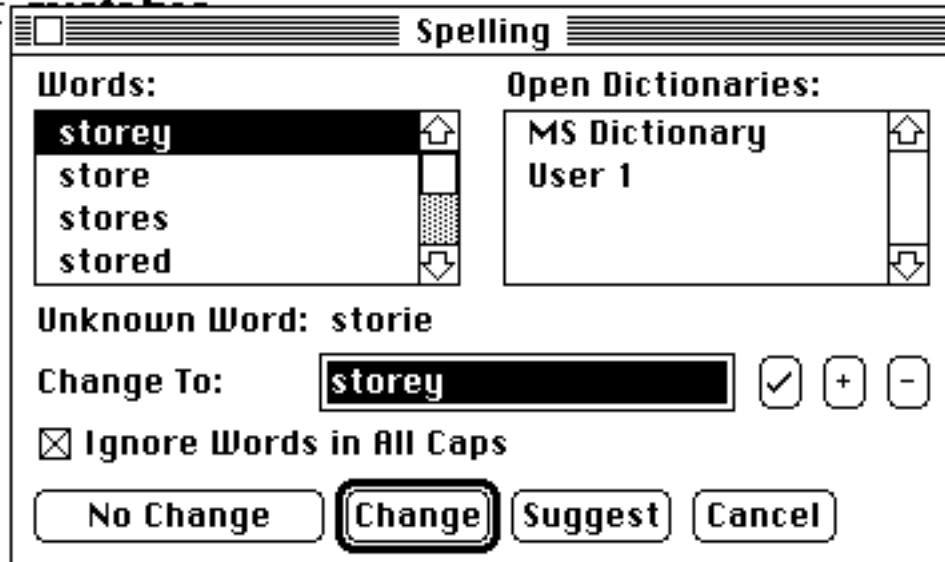 Spelling
Words:
Open Dictionaries:
storey
store
stores
stored
MS Dictionary
User 1
Unknown Word: storie
Change To: storey
Ignore Words in All Caps
No Change Change Suggest Cancel